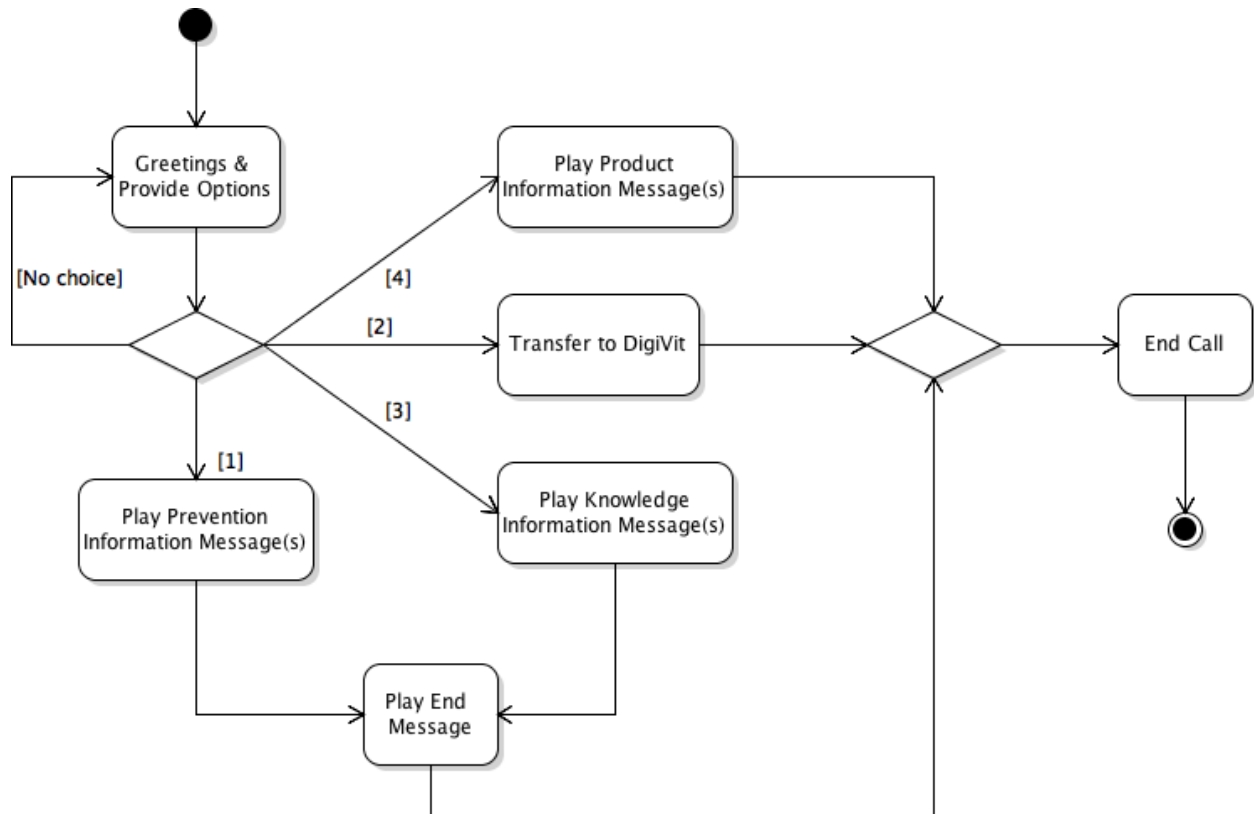 Greetings &
Provide Options
Play Product
Information Message(s)
[No choice]
[4]
[2]
Transfer to DigiVit
End Call
[3]
[1]
Play Prevention
Information Message(s)
Play Knowledge
Information Message(s)
Play End
Message